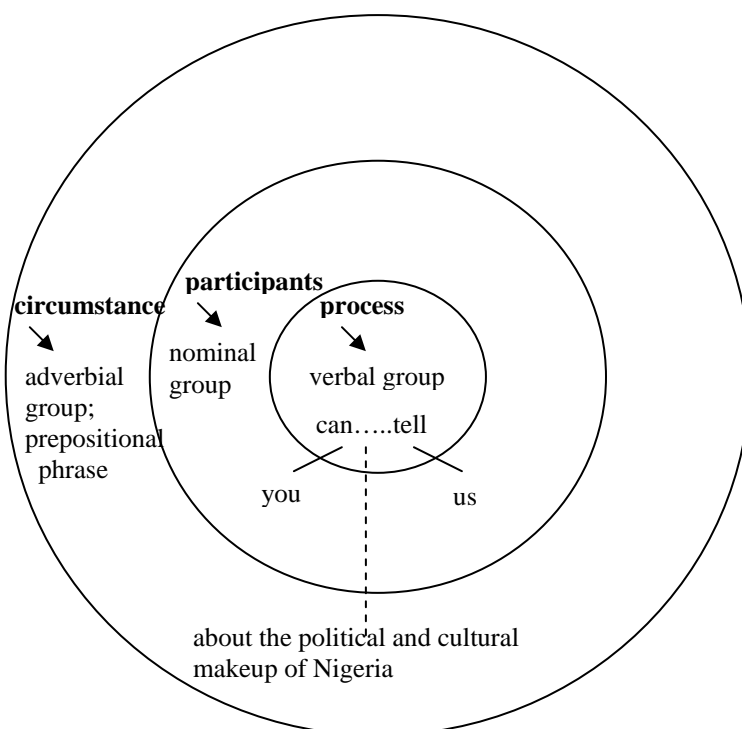 participants
circumstance
process
nominal
group
adverbial
group;
prepositional
phrase
verbal group
can…..tell
you
us
about the political and cultural
makeup of Nigeria